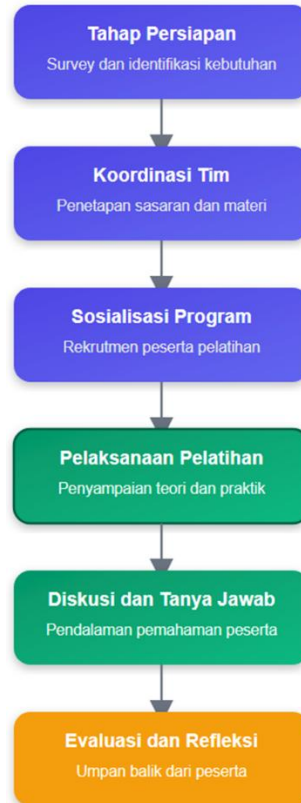 Tahap Persiapan
Survey dan identifikasi kebutuhan
Koordinasi Tim
Penetapan sasaran dan materi
Sosialisasi Program
Rekrutmen peserta pelatihan
Pelaksanaan Pelatihan
Penyampaian teori dan praktik
Diskusi dan Tanya Jawab
Pendalaman pemahaman peserta
Evaluasi dan Refleksi
Umpan balik dari peserta